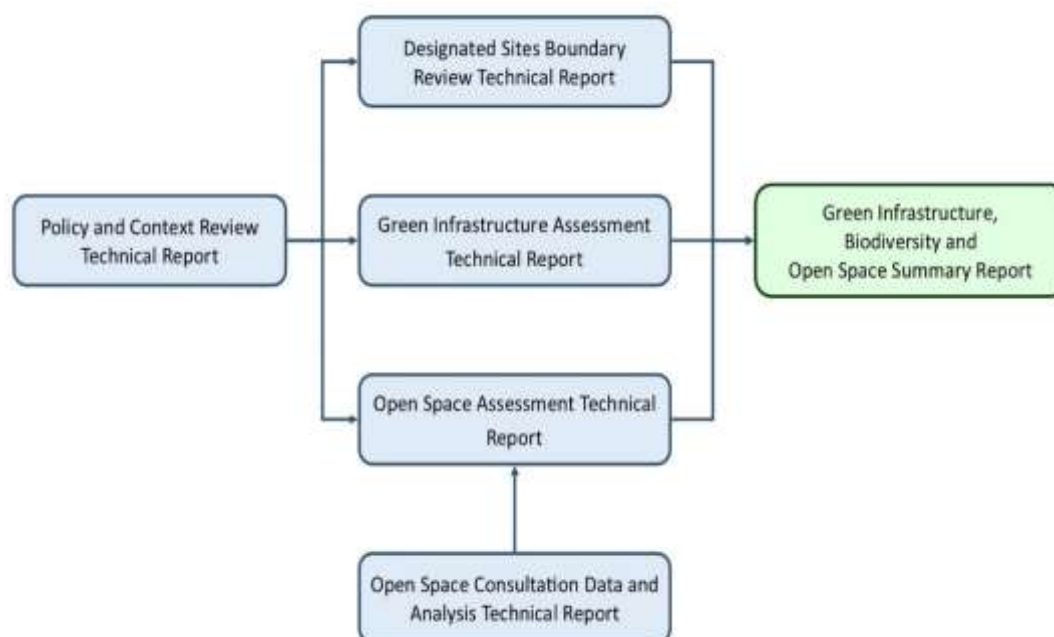 Designated Sites Boundary
Review Technical Report
Policy and Context Review
Technical Report
Green Infrastructure Assessment
Technical Report
Green Infrastructure,
Biodiversity and
Open Space Summary Report
Open Space Assessment Technical
Report
Open Space Consultation Data and
Analysis Technical Report